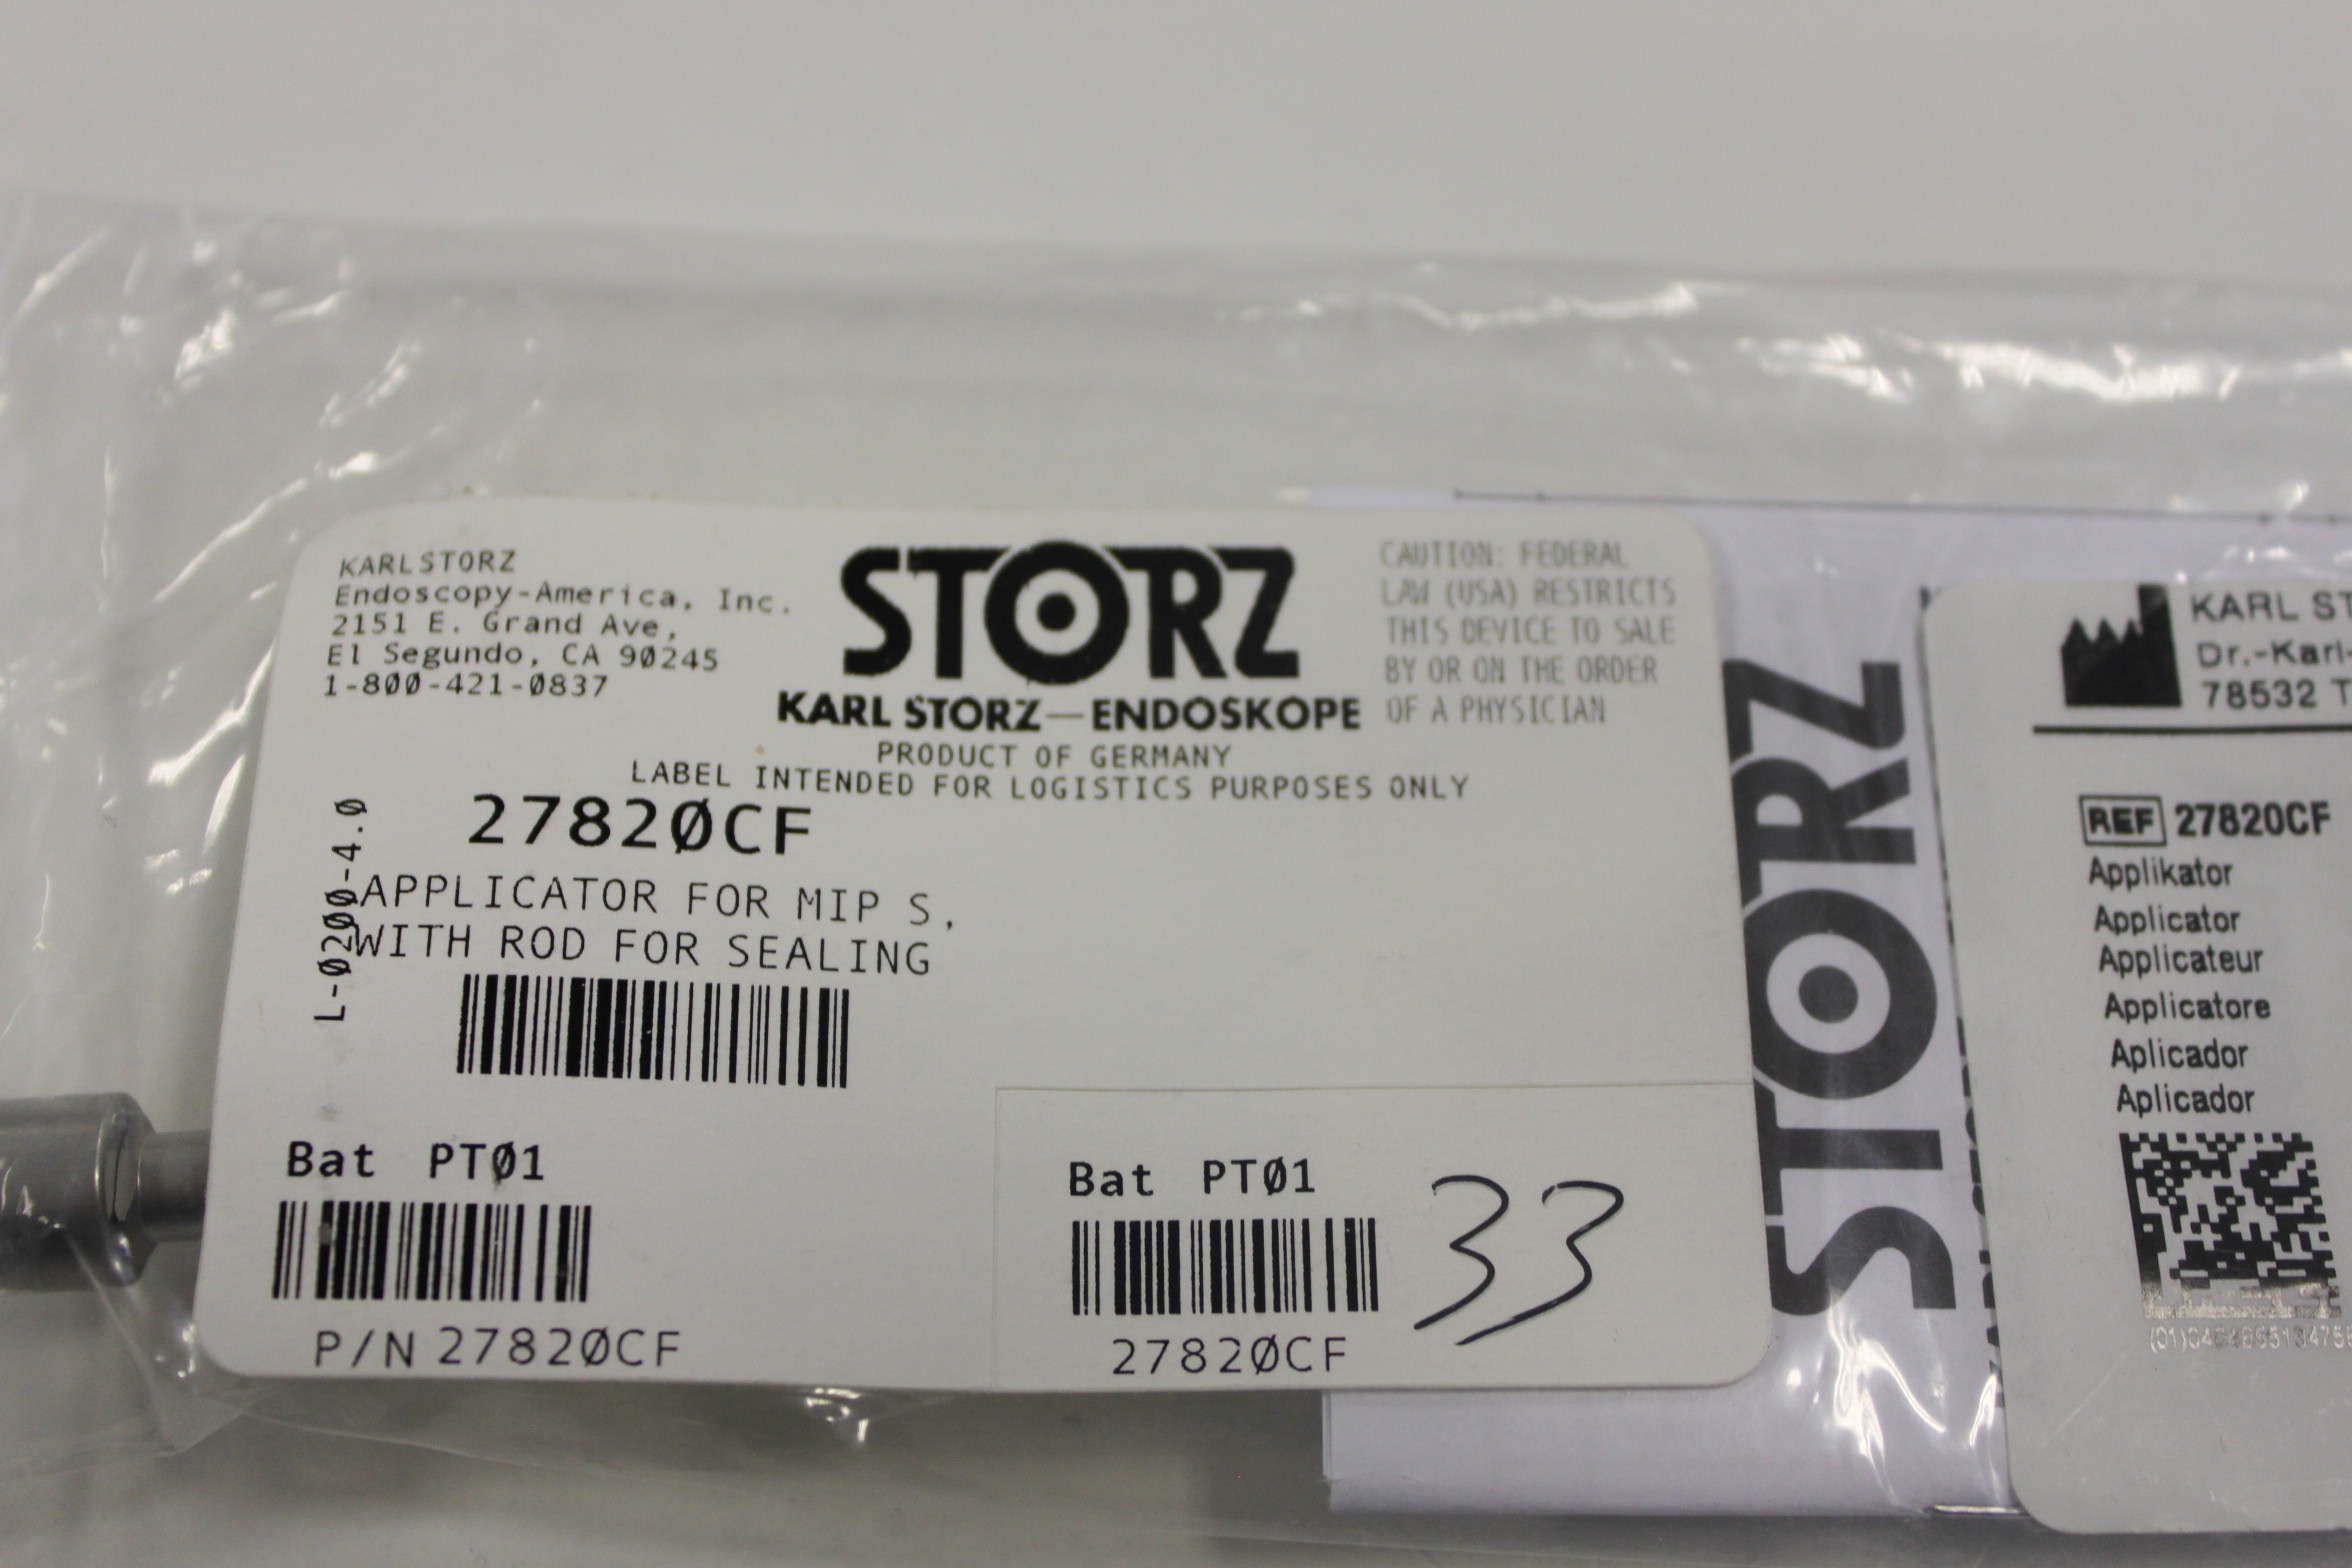 KARL STORZ
Endoscopy-America, Inc.
2151 E. Grand Ave,
El Segundo, CA 90245
1-800-421-0837
STORZ
KARL STORZ—ENDOSKOPE
PRODUCT OF GERMANY
LABEL INTENDED FOR LOGISTICS PURPOSES ONLY
CAUTION: FEDERAL
LAW (USA) RESTRICTS
THIS DEVICE TO SALE
BY OR ON THE ORDER
OF A PHYSICIAN
27820CF
L-0200-4.0
APPLICATOR FOR MIP S,
WITH ROD FOR SEALING
Bat PT01
P/N 27820CF
Bat PT01
27820CF
33
STORZ
KARL ST
Dr.-Karl-
78532 T
REF 27820CF
Applikator
Applicator
Applicateur
Applicatore
Aplicador
Aplicador